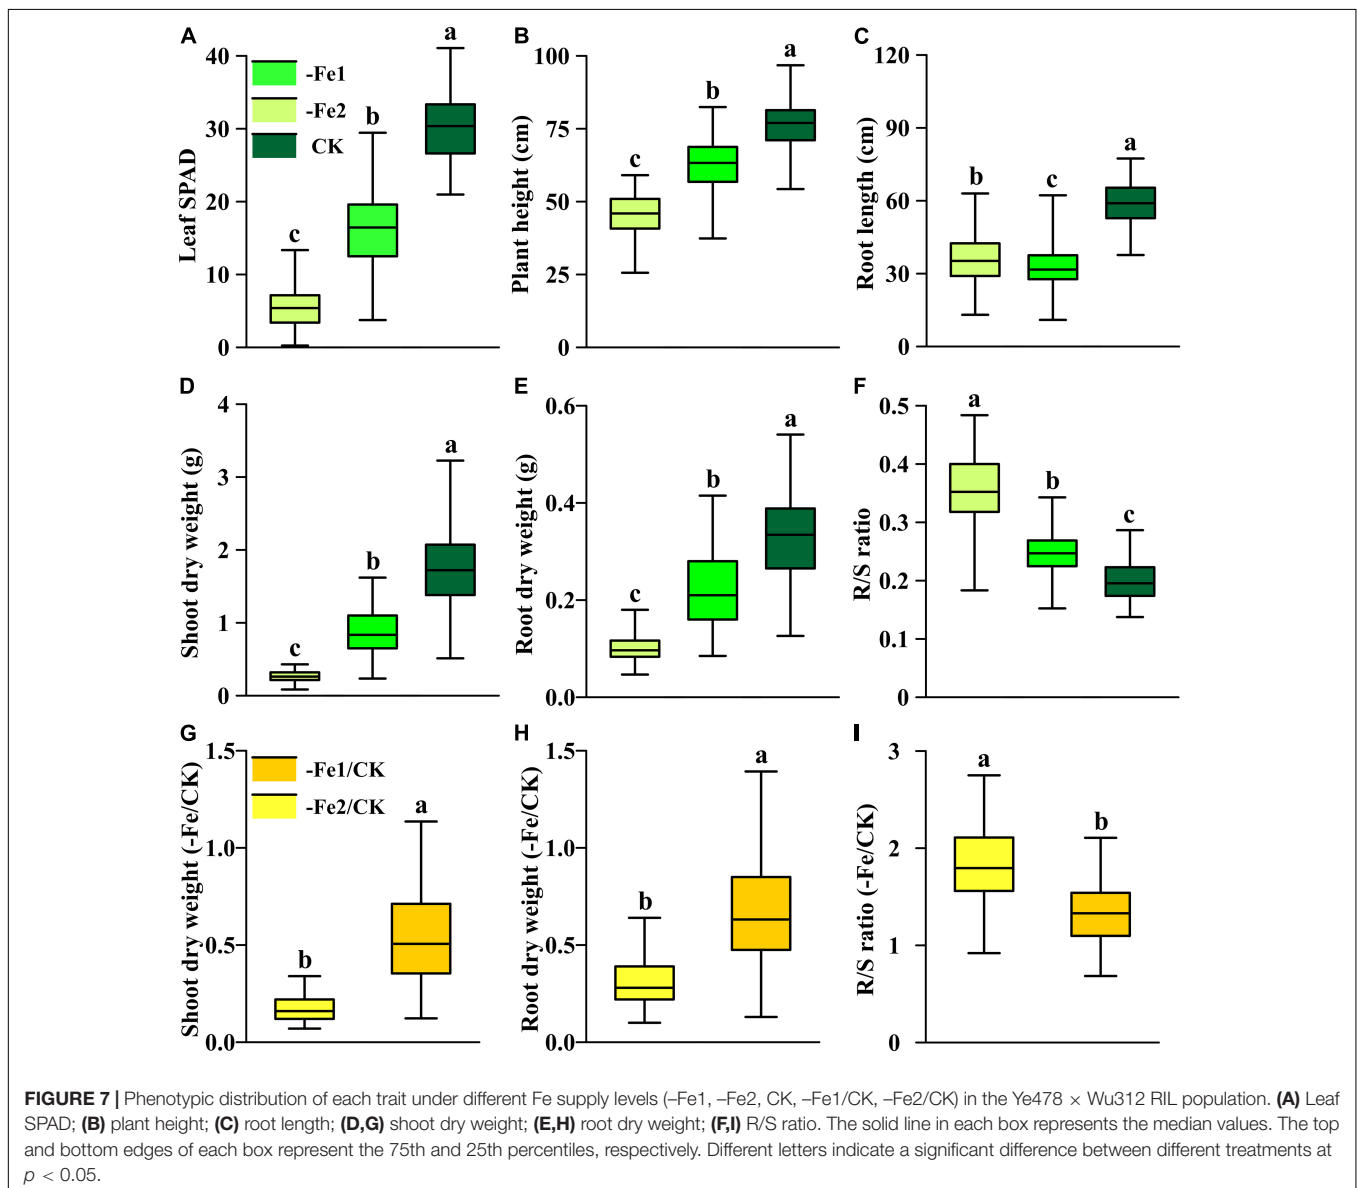 A
Leaf SPAD
40
30
20
10
0
-Fe1
-Fe2
CK
c
b
a
B
Plant height (cm)
100
75
50
25
0
c
b
a
C
Root length (cm)
120
90
60
30
0
b
c
a
D
Shoot dry weight (g)
4
3
2
1
0
c
b
a
E
Root dry weight (g)
0.6
0.4
0.2
0.0
c
b
a
F
R/S ratio
0.5
0.4
0.3
0.2
0.1
0
a
b
c
G
Shoot dry weight (-Fe/CK)
1.5
1.0
0.5
0.0
-Fe1/CK
-Fe2/CK
b
a
H
Root dry weight (-Fe/CK)
1.5
1.0
0.5
0.0
b
a
I
R/S ratio (-Fe/CK)
3
2
1
0
a
b
FIGURE 7 | Phenotypic distribution of each trait under different Fe supply levels (–Fe1, –Fe2, CK, –Fe1/CK, –Fe2/CK) in the Ye478 × Wu312 RIL population. (A) Leaf
SPAD; (B) plant height; (C) root length; (D,G) shoot dry weight; (E,H) root dry weight; (F,I) R/S ratio. The solid line in each box represents the median values. The top
and bottom edges of each box represent the 75th and 25th percentiles, respectively. Different letters indicate a significant difference between different treatments at
p < 0.05.